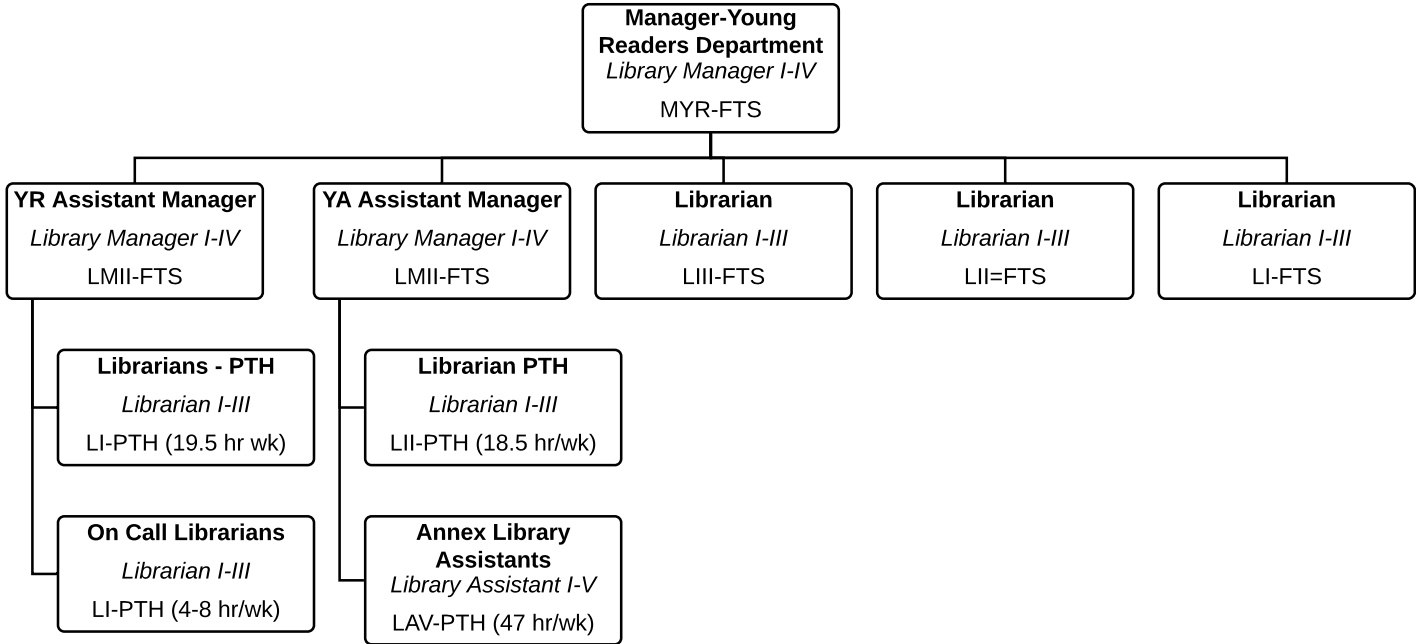 Manager-Young
Readers Department
Library Manager I-IV
MYR-FTS
YR Assistant Manager
Library Manager I-IV
LMII-FTS
YA Assistant Manager
Library Manager I-IV
LMII-FTS
Librarian
Librarian I-III
LIII-FTS
Librarian
Librarian I-III
LII=FTS
Librarian
Librarian I-III
LI-FTS
Librarians - PTH
Librarian I-III
LI-PTH (19.5 hr wk)
Librarian PTH
Librarian I-III
LII-PTH (18.5 hr/wk)
On Call Librarians
Librarian I-III
LI-PTH (4-8 hr/wk)
Annex Library
Assistants
Library Assistant I-V
LAV-PTH (47 hr/wk)